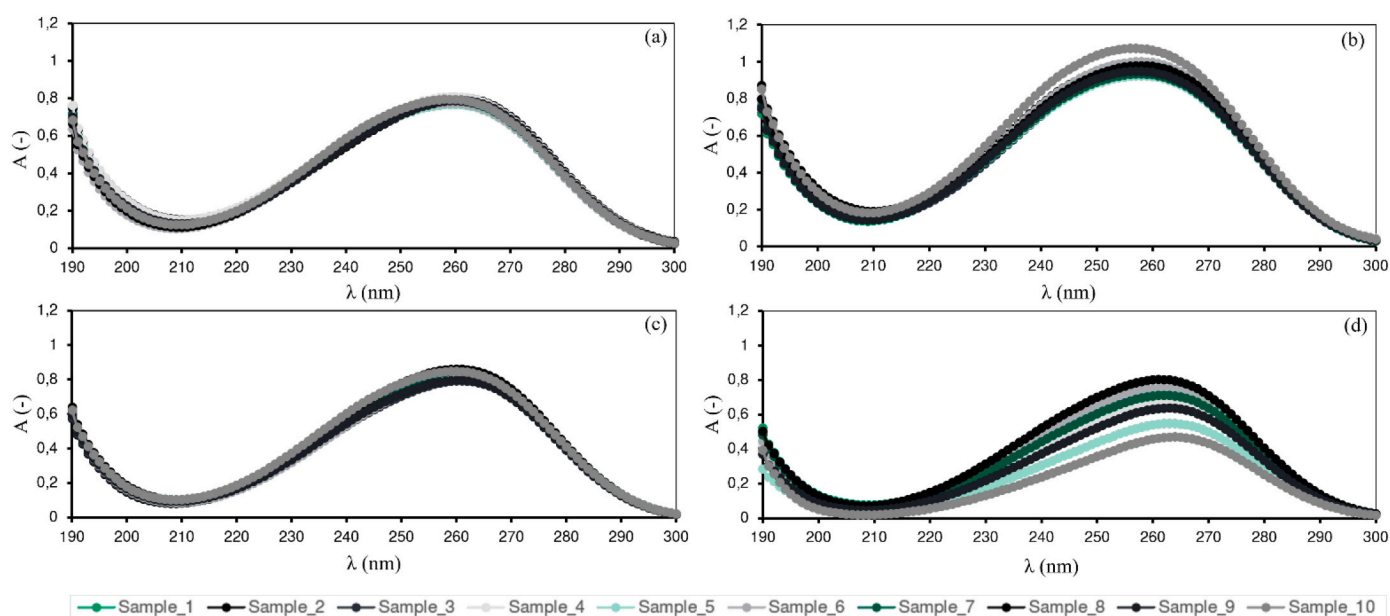 (a)
1,2
1
0,8
0,6
0,4
0,2
0
A (-)
190 200 210 220 230 240 250 260 270 280 290 300
λ (nm)
(b)
1,2
1
0,8
0,6
0,4
0,2
0
A (-)
190 200 210 220 230 240 250 260 270 280 290 300
λ (nm)
(c)
1,2
1
0,8
0,6
0,4
0,2
0
A (-)
190 200 210 220 230 240 250 260 270 280 290 300
λ (nm)
(d)
1,2
1
0,8
0,6
0,4
0,2
0
A (-)
190 200 210 220 230 240 250 260 270 280 290 300
λ (nm)
Sample_1 Sample_2 Sample_3 Sample_4 Sample_5 Sample_6 Sample_7 Sample_8 Sample_9 Sample_10